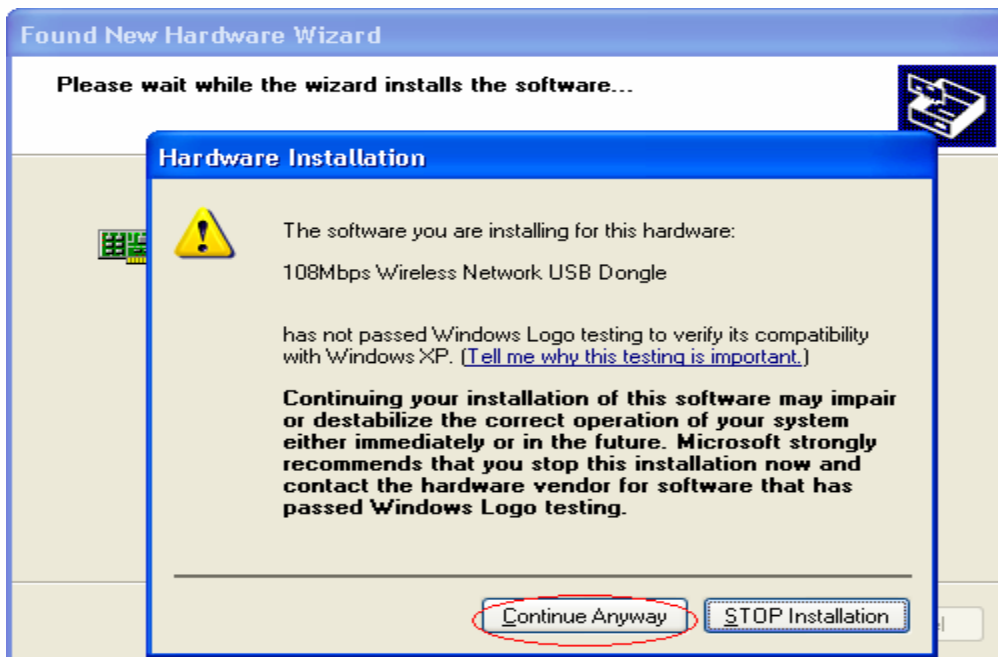 Found New Hardware Wizard
Please wait while the wizard installs the software...
Hardware Installation
The software you are installing for this hardware:
108Mbps Wireless Network USB Dongle
has not passed Windows Logo testing to verify its compatibility
with Windows XP. (Tell me why this testing is important.)
Continuing your installation of this software may impair
or destabilize the correct operation of your system
either immediately or in the future. Microsoft strongly
recommends that you stop this installation now and
contact the hardware vendor for software that has
passed Windows Logo testing.
Continue Anyway
STOP Installation